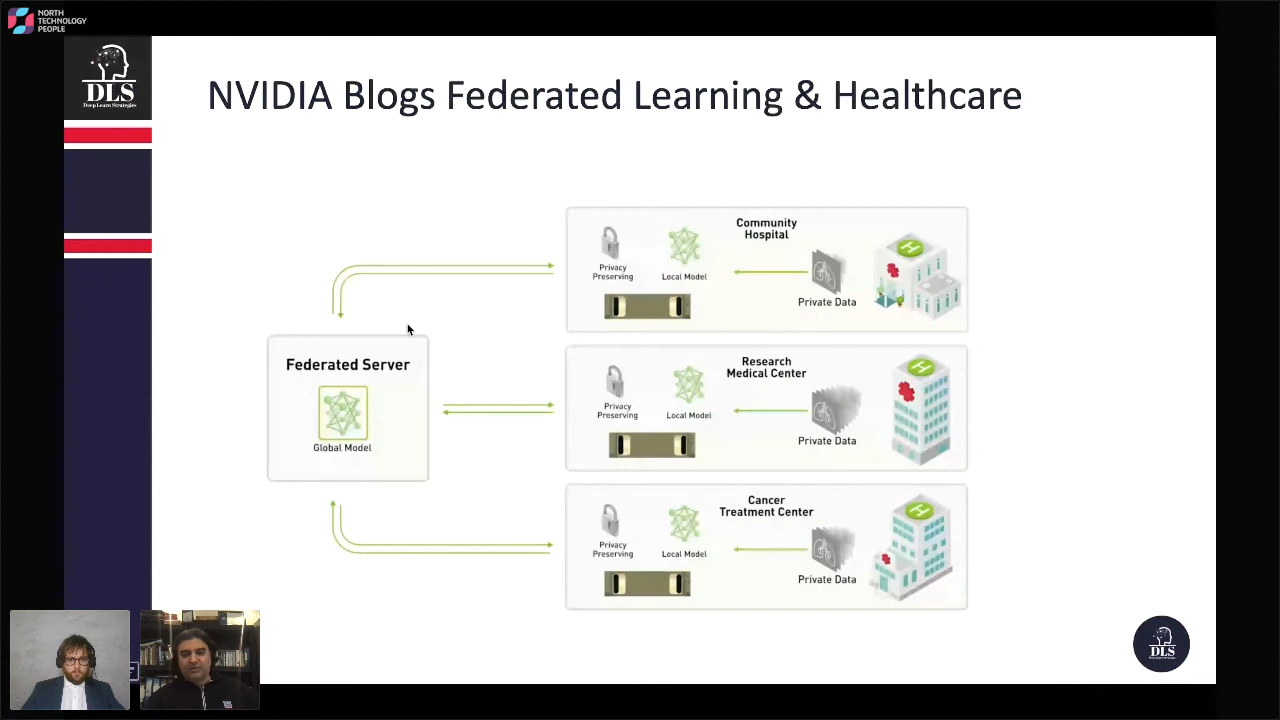 NORTH
TECHNOLOGY
PEOPLE
DLS
Deep Learn Strategies
NVIDIA Blogs Federated Learning & Healthcare
Community
Hospital
Privacy
Preserving
Local Model
Private Data
H
Federated Server
Global Model
Research
Medical Center
Privacy
Preserving
Local Model
Private Data
H
Cancer
Treatment Center
Privacy
Preserving
Local Model
Private Data
H
DLS